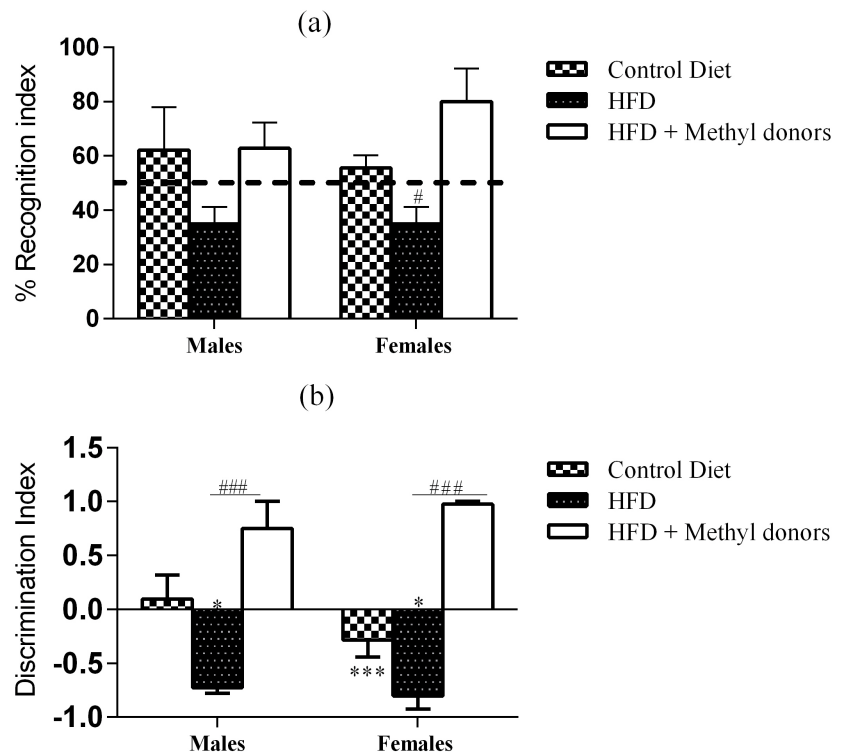 (a)
% Recognition index
100
80
60
40
20
0
#
Males
Females
Control Diet
HFD
HFD + Methyl donors
(b)
Discrimination Index
1.5
1.0
0.5
0.0
-0.5
-1.0
###
###
*
*
***
Males
Females
Control Diet
HFD
HFD + Methyl donors